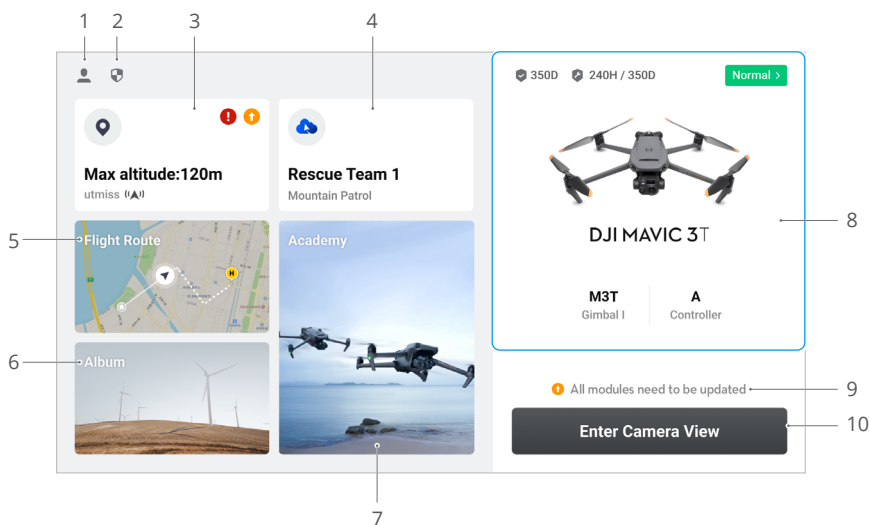 1
2
3
4
350D
240H / 350D
Normal >
Max altitude:120m
utmiss
Rescue Team 1
Mountain Patrol
5
Flight Route
H
Academy
8
DJI MAVIC 3T
M3T
Gimbal I
A
Controller
6
Album
All modules need to be updated
9
Enter Camera View
10
7